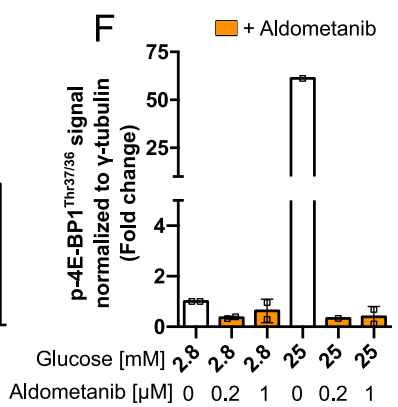 F
+ Aldometanib
p-4E-BP1Thr37/36 signal
normalized to γ-tubulin
(Fold change)
75
50
25
4
2
0
Glucose [mM] 2.8 2.8 2.8 25 25 25
Aldometanib [µM] 0 0.2 1 0 0.2 1